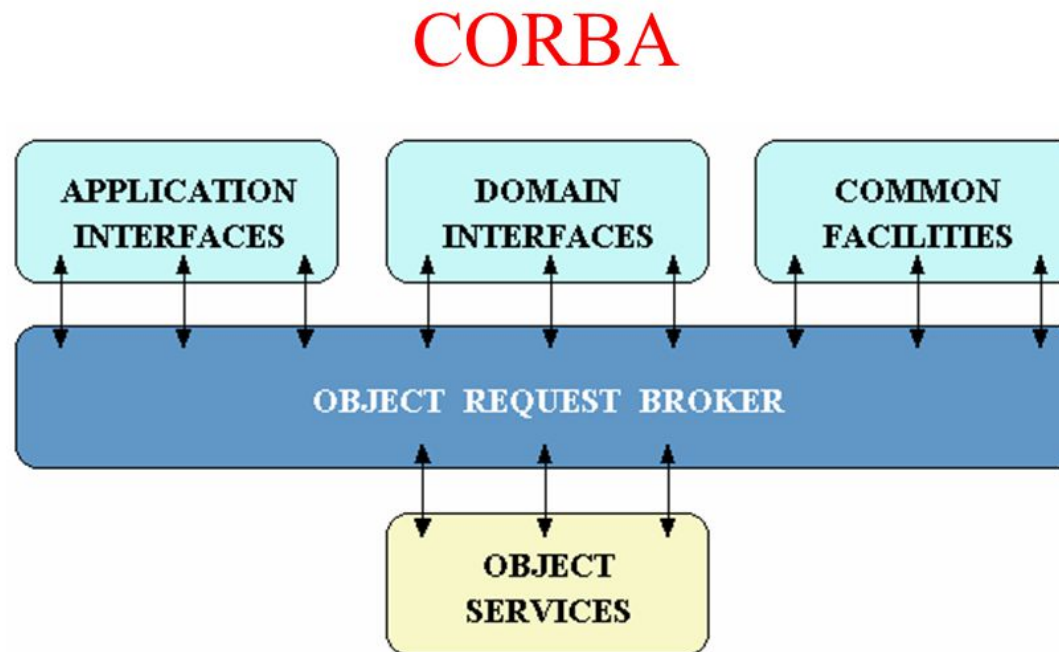 CORBA
APPLICATION
INTERFACES
DOMAIN
INTERFACES
COMMON
FACILITIES
OBJECT REQUEST BROKER
OBJECT
SERVICES